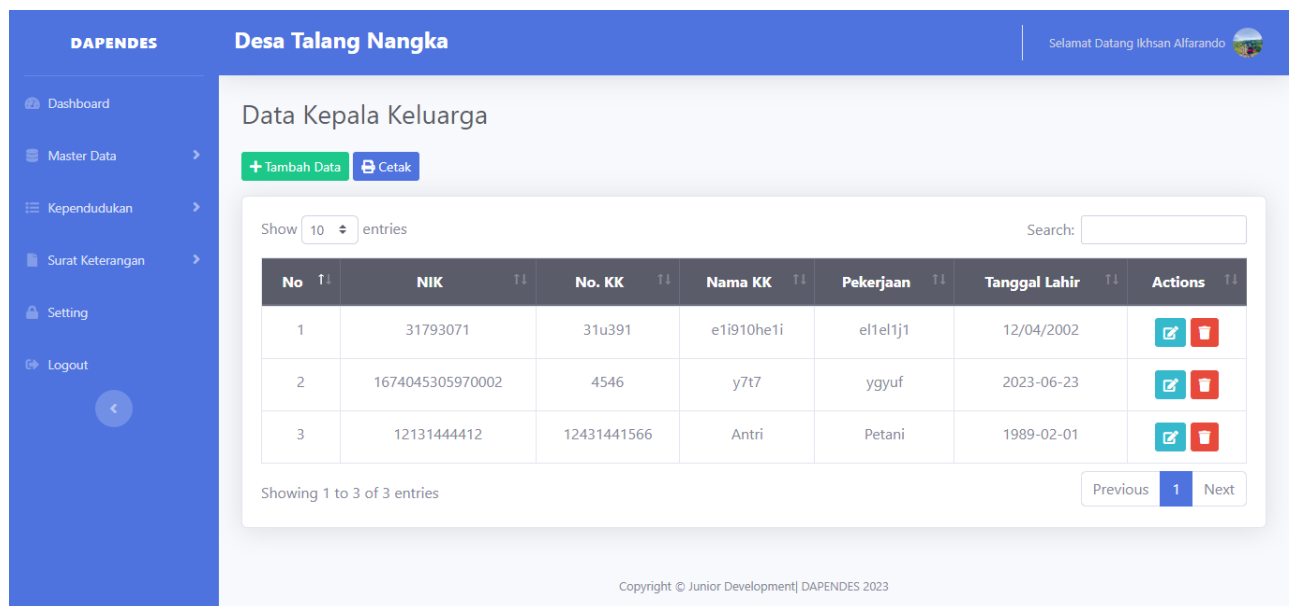 DAPENDES
Desa Talang Nangka
Selamat Datang Ikhsan Alfarando
Dashboard
Master Data
Kependudukan
Surat Keterangan
Setting
Logout
Data Kepala Keluarga
Tambah Data Cetak
Show 10 entries Search:
No NIK No. KK Nama KK Pekerjaan Tanggal Lahir Actions
1 31793071 31u391 e1i910he1i el1el1j1 12/04/2002
2 1674045305970002 4546 y7t7 ygyuf 2023-06-23
3 12131444412 12431441566 Antri Petani 1989-02-01
Showing 1 to 3 of 3 entries Previous 1 Next
Copyright © Junior Development| DAPENDES 2023